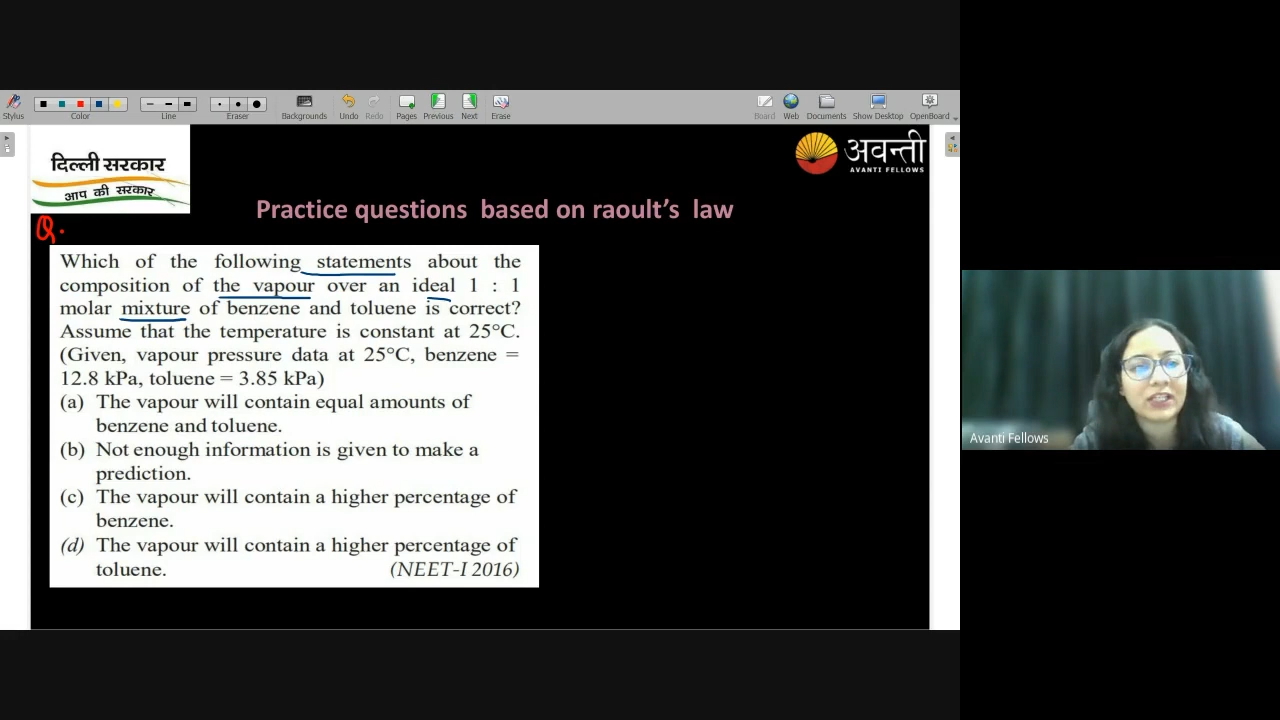 Stylus
Color
Line
Eraser
Backgrounds
Undo
Redo
Pages
Previous
Next
Erase
Board
Web
Documents
Show Desktop
OpenBoard
दिल्ली सरकार
आप की सरकार
अवन्ती
AVANTI FELLOWS
Practice questions based on raoult's law
Q.
Which of the following statements about the
composition of the vapour over an ideal 1 : 1
molar mixture of benzene and toluene is correct?
Assume that the temperature is constant at 25°C.
(Given, vapour pressure data at 25°C, benzene =
12.8 kPa, toluene = 3.85 kPa)
(a) The vapour will contain equal amounts of
benzene and toluene.
(b) Not enough information is given to make a
prediction.
(c) The vapour will contain a higher percentage of
benzene.
(d) The vapour will contain a higher percentage of
toluene. (NEET-I 2016)
Avanti Fellows